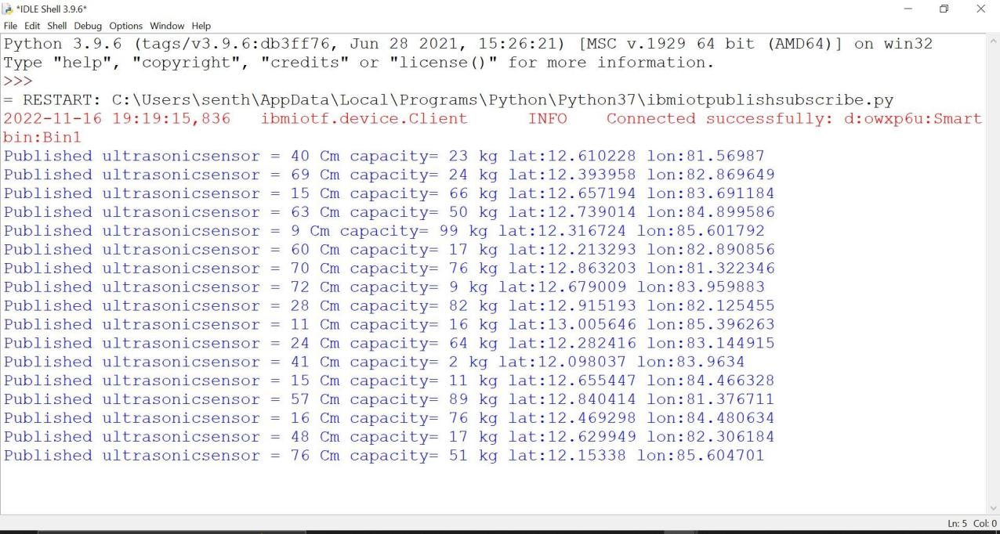 *IDLE Shell 3.9.6*
File Edit Shell Debug Options Window Help
Python 3.9.6 (tags/v3.9.6:db3ff76, Jun 28 2021, 15:26:21) [MSC v.1929 64 bit (AMD64)] on win32
Type "help", "copyright", "credits" or "license()" for more information.
>>>
= RESTART: C:\Users\senth\AppData\Local\Programs\Python\Python37\ibmiotpublishsubscribe.py
2022-11-16 19:19:15,836   ibmiotf.device.Client      INFO    Connected successfully: d:owxp6u:Smart
bin:Bin1
Published ultrasonicsensor = 40 Cm capacity= 23 kg lat:12.610228 lon:81.56987
Published ultrasonicsensor = 69 Cm capacity= 24 kg lat:12.393958 lon:82.869649
Published ultrasonicsensor = 15 Cm capacity= 66 kg lat:12.657194 lon:83.691184
Published ultrasonicsensor = 63 Cm capacity= 50 kg lat:12.739014 lon:84.899586
Published ultrasonicsensor = 9 Cm capacity= 99 kg lat:12.316724 lon:85.601792
Published ultrasonicsensor = 60 Cm capacity= 17 kg lat:12.213293 lon:82.890856
Published ultrasonicsensor = 70 Cm capacity= 76 kg lat:12.863203 lon:81.322346
Published ultrasonicsensor = 72 Cm capacity= 9 kg lat:12.679009 lon:83.959883
Published ultrasonicsensor = 28 Cm capacity= 82 kg lat:12.915193 lon:82.125455
Published ultrasonicsensor = 11 Cm capacity= 16 kg lat:13.005646 lon:85.396263
Published ultrasonicsensor = 24 Cm capacity= 64 kg lat:12.282416 lon:83.144915
Published ultrasonicsensor = 41 Cm capacity= 2 kg lat:12.098037 lon:83.9634
Published ultrasonicsensor = 15 Cm capacity= 11 kg lat:12.655447 lon:84.466328
Published ultrasonicsensor = 57 Cm capacity= 89 kg lat:12.840414 lon:81.376711
Published ultrasonicsensor = 16 Cm capacity= 76 kg lat:12.469298 lon:84.480634
Published ultrasonicsensor = 48 Cm capacity= 17 kg lat:12.629949 lon:82.306184
Published ultrasonicsensor = 76 Cm capacity= 51 kg lat:12.15338 lon:85.604701
Ln: 5 Col: 0